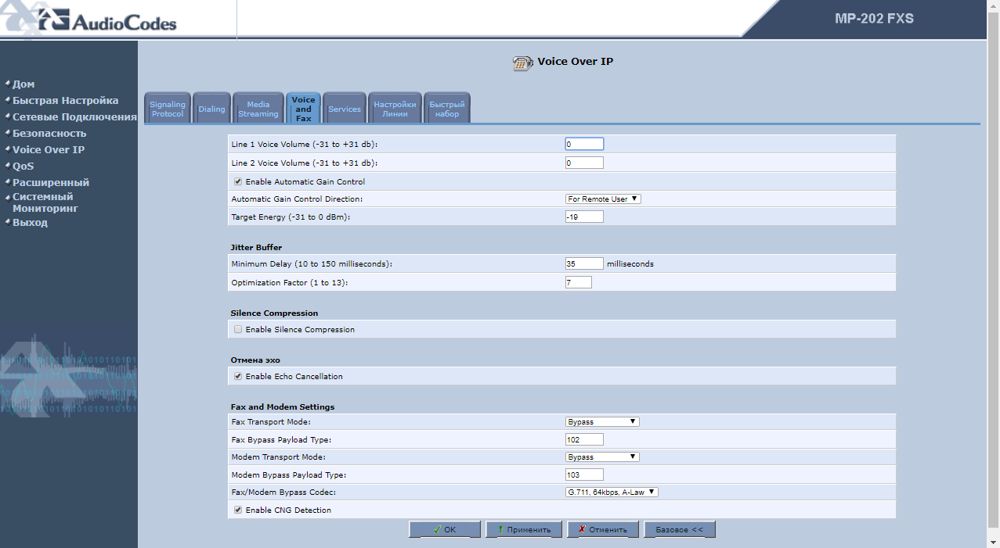 AudioCodes
MP-202 FXS
Дом
Быстрая Настройка
Сетевые Подключения
Безопасность
Voice Over IP
QoS
Расширенный
Системный
Мониторинг
Выход
Voice Over IP
Signaling
Protocol
Dialing
Media
Streaming
Voice
and
Fax
Services
Настройки
Линии
Быстрый
набор
Line 1 Voice Volume (-31 to +31 db): 0
Line 2 Voice Volume (-31 to +31 db): 0
Enable Automatic Gain Control
Automatic Gain Control Direction: For Remote User
Target Energy (-31 to 0 dBm): -19
Jitter Buffer
Minimum Delay (10 to 150 milliseconds): 35 milliseconds
Optimization Factor (1 to 13): 7
Silence Compression
Enable Silence Compression
Отмена эхо
Enable Echo Cancellation
Fax and Modem Settings
Fax Transport Mode: Bypass
Fax Bypass Payload Type: 102
Modem Transport Mode: Bypass
Modem Bypass Payload Type: 103
Fax/Modem Bypass Codec: G.711, 64kbps, A-Law
Enable CNG Detection
OK Применить Отменить Базовое <<